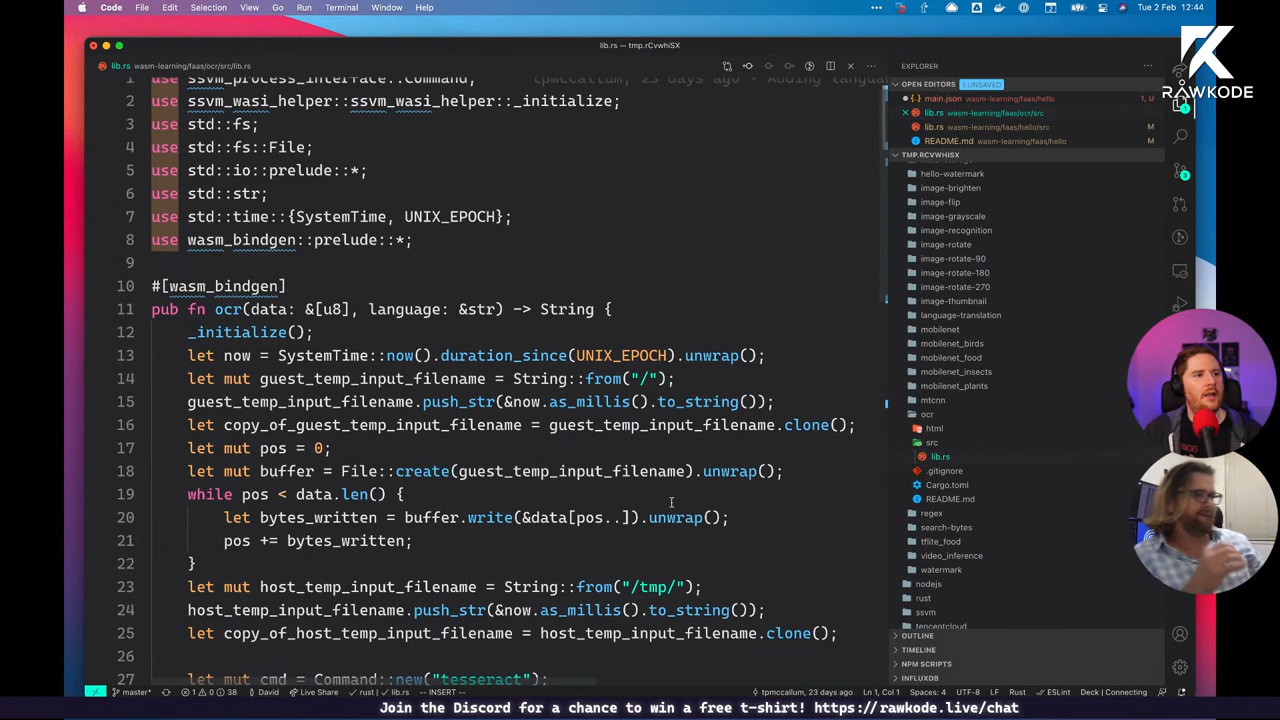 Code File Edit Selection View Go Run Terminal Window Help
Tue 2 Feb 12:44
RAWKODE
lib.rs — tmp.rCvwhiSX
lib.rs wasm-learning/faas/ocr/src/lib.rs
1 use ssvm_process_interface::Command; tpmccallum, 23 days ago - Adding languag
2 use ssvm_wasi_helper::ssvm_wasi_helper::_initialize;
3 use std::fs;
4 use std::fs::File;
5 use std::io::prelude::*;
6 use std::str;
7 use std::time::{SystemTime, UNIX_EPOCH};
8 use wasm_bindgen::prelude::*;
9
10 #[wasm_bindgen]
11 pub fn ocr(data: &[u8], language: &str) -> String {
12 _initialize();
13 let now = SystemTime::now().duration_since(UNIX_EPOCH).unwrap();
14 let mut guest_temp_input_filename = String::from("/");
15 guest_temp_input_filename.push_str(&now.as_millis().to_string());
16 let copy_of_guest_temp_input_filename = guest_temp_input_filename.clone();
17 let mut pos = 0;
18 let mut buffer = File::create(guest_temp_input_filename).unwrap();
19 while pos < data.len() {
20 let bytes_written = buffer.write(&data[pos..]).unwrap();
21 pos += bytes_written;
22 }
23 let mut host_temp_input_filename = String::from("/tmp/");
24 host_temp_input_filename.push_str(&now.as_millis().to_string());
25 let copy_of_host_temp_input_filename = host_temp_input_filename.clone();
26
27 let mut cmd = Command::new("tesseract");
EXPLORER
OPEN EDITORS 1 UNSAVED
main.json wasm-learning/faas/hello 1, U
lib.rs wasm-learning/faas/ocr/src
lib.rs wasm-learning/faas/hello/src M
README.md wasm-learning/faas/hello M
TMP.RCVWHISX
hello-watermark
image-brighten
image-flip
image-grayscale
image-recognition
image-rotate
image-rotate-90
image-rotate-180
image-rotate-270
image-thumbnail
language-translation
mobilenet
mobilenet_birds
mobilenet_food
mobilenet_insects
mobilenet_plants
mtcnn
ocr
html
src
lib.rs
.gitignore
Cargo.toml
README.md
regex
search-bytes
tflite_food
video_inference
watermark
nodejs
rust
ssvm
tencentcloud
OUTLINE
TIMELINE
NPM SCRIPTS
INFLUXDB
master* 1 0 38 David Live Share rust | lib.rs -- INSERT -- tpmccallum, 23 days ago Ln 1, Col 1 Spaces: 4 UTF-8 LF Rust ESLint Deck | Connecting
Join the Discord for a chance to win a free t-shirt! https://rawkode.live/chat